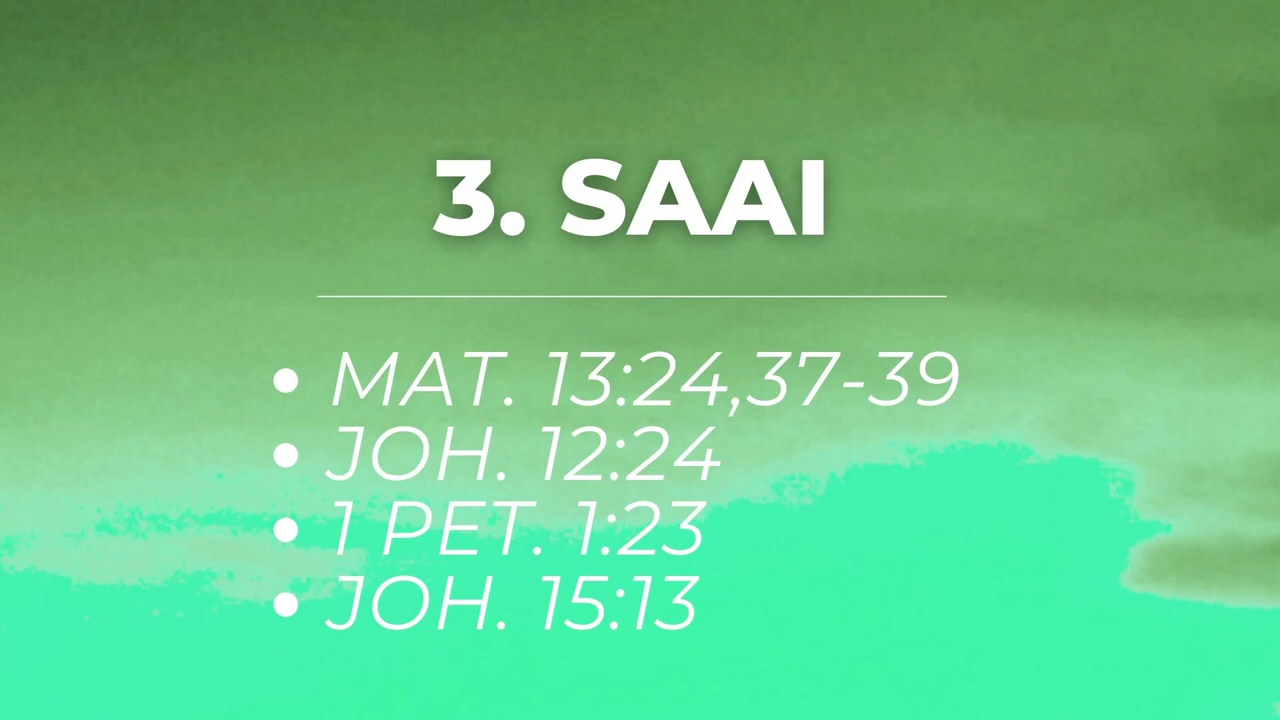 3. SAAI
• MAT. 13:24,37-39
• JOH. 12:24
• 1 PET. 1:23
• JOH. 15:13